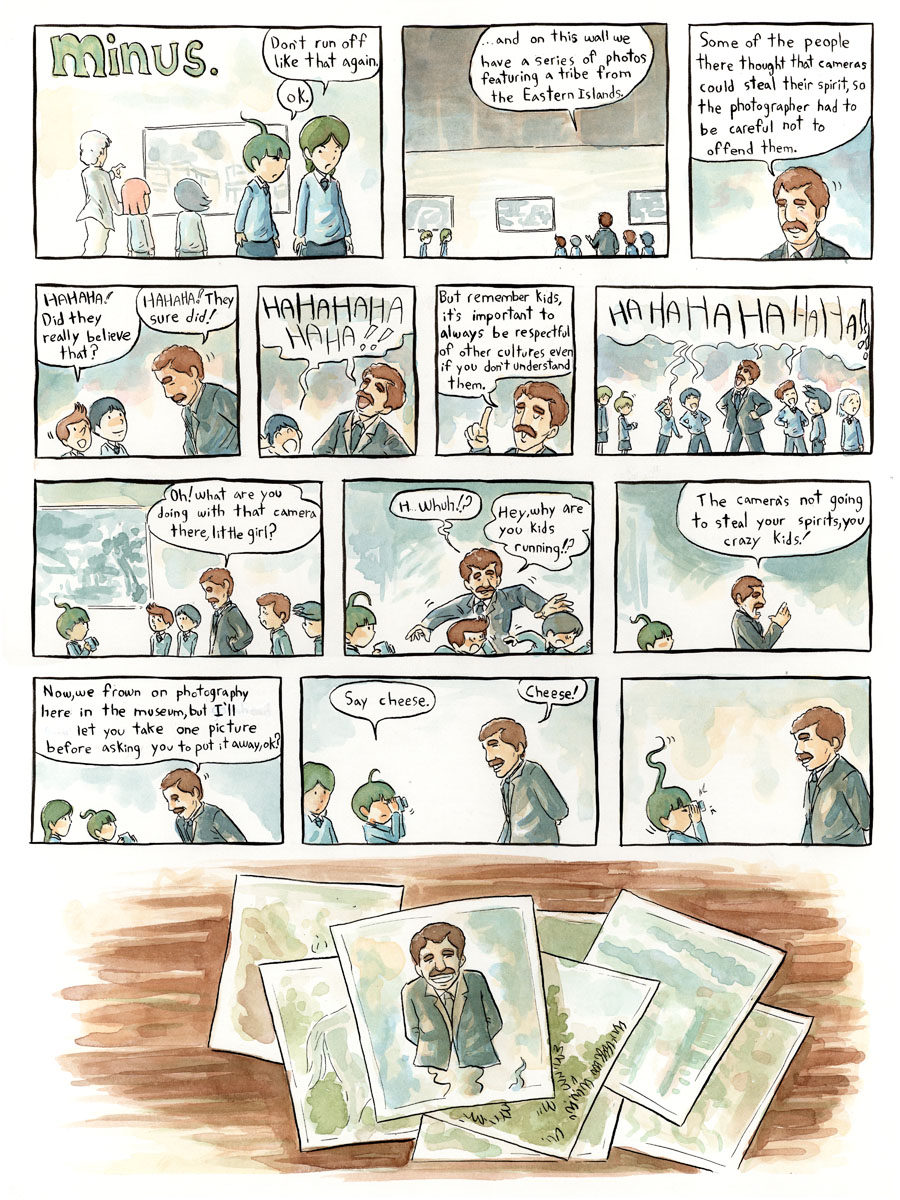 minus.
Don't run off
like that again.
ok.
...and on this wall we
have a series of photos
featuring a tribe from
the Eastern Islands.
Some of the people
there thought that cameras
could steal their spirit, so
the photographer had to
be careful not to
offend them.
HAHAHA!
Did they
really believe
that?
HAHAHA! They
sure did!
HAHAHAHA
HAHA!!
But remember kids,
it's important to
always be respectful
of other cultures even
if you don't understand
them.
HAHAHAHAHAHA!!
Oh! what are you
doing with that camera
there, little girl?
H...Whuh!?
Hey, why are
you kids
running!!?
The camera's not going
to steal your spirits, you
crazy kids!
Now, we frown on photography
here in the museum, but I'll
let you take one picture
before asking you to put it away, ok?
Say cheese.
Cheese!